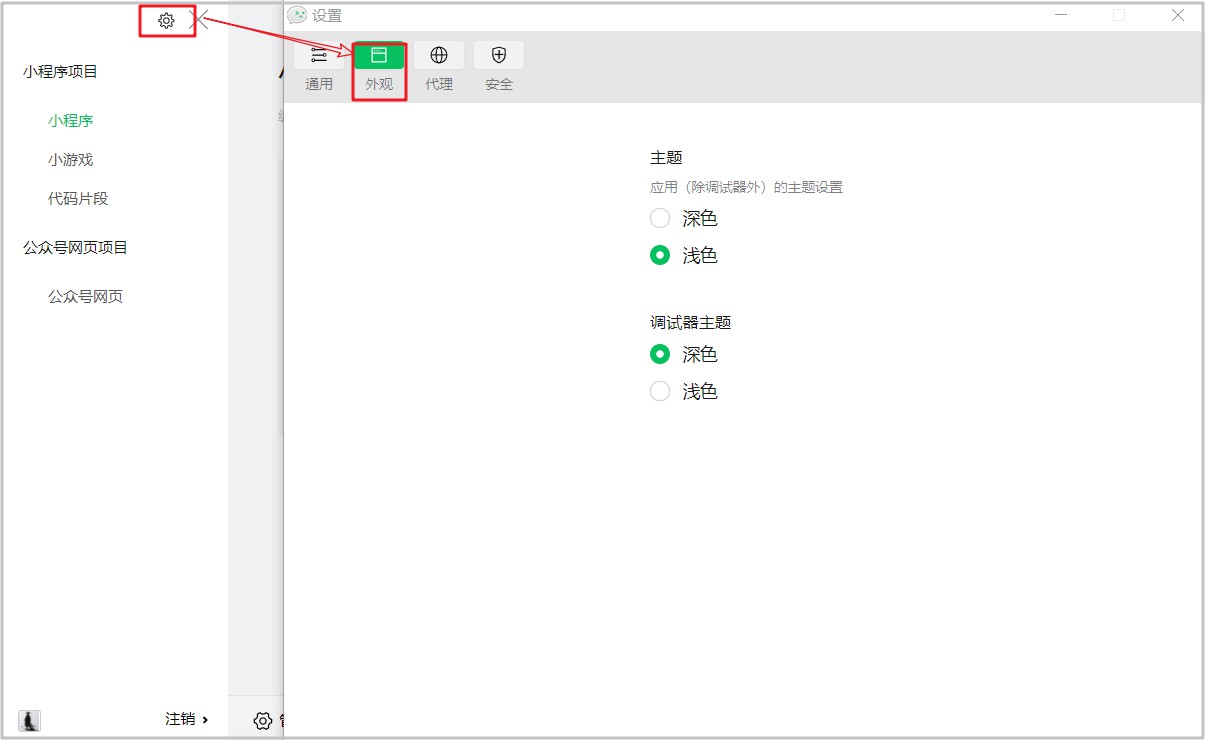 设置
通用
外观
代理
安全
小程序项目
小程序
小游戏
代码片段
公众号网页项目
公众号网页
注销
主题
应用（除调试器外）的主题设置
深色
浅色
调试器主题
深色
浅色